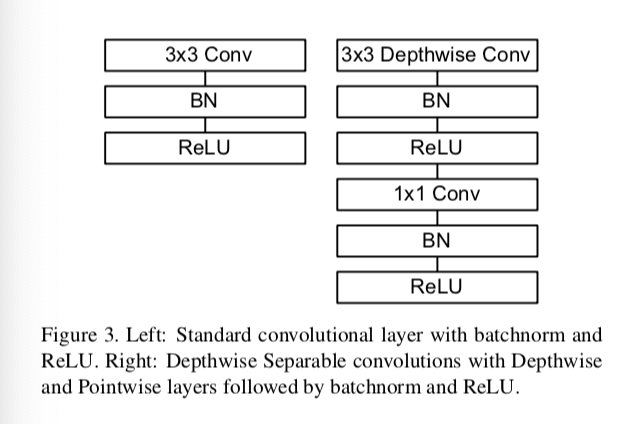 3x3 Conv
BN
ReLU
3x3 Depthwise Conv
BN
ReLU
1x1 Conv
BN
ReLU
Figure 3. Left: Standard convolutional layer with batchnorm and
ReLU. Right: Depthwise Separable convolutions with Depthwise
and Pointwise layers followed by batchnorm and ReLU.